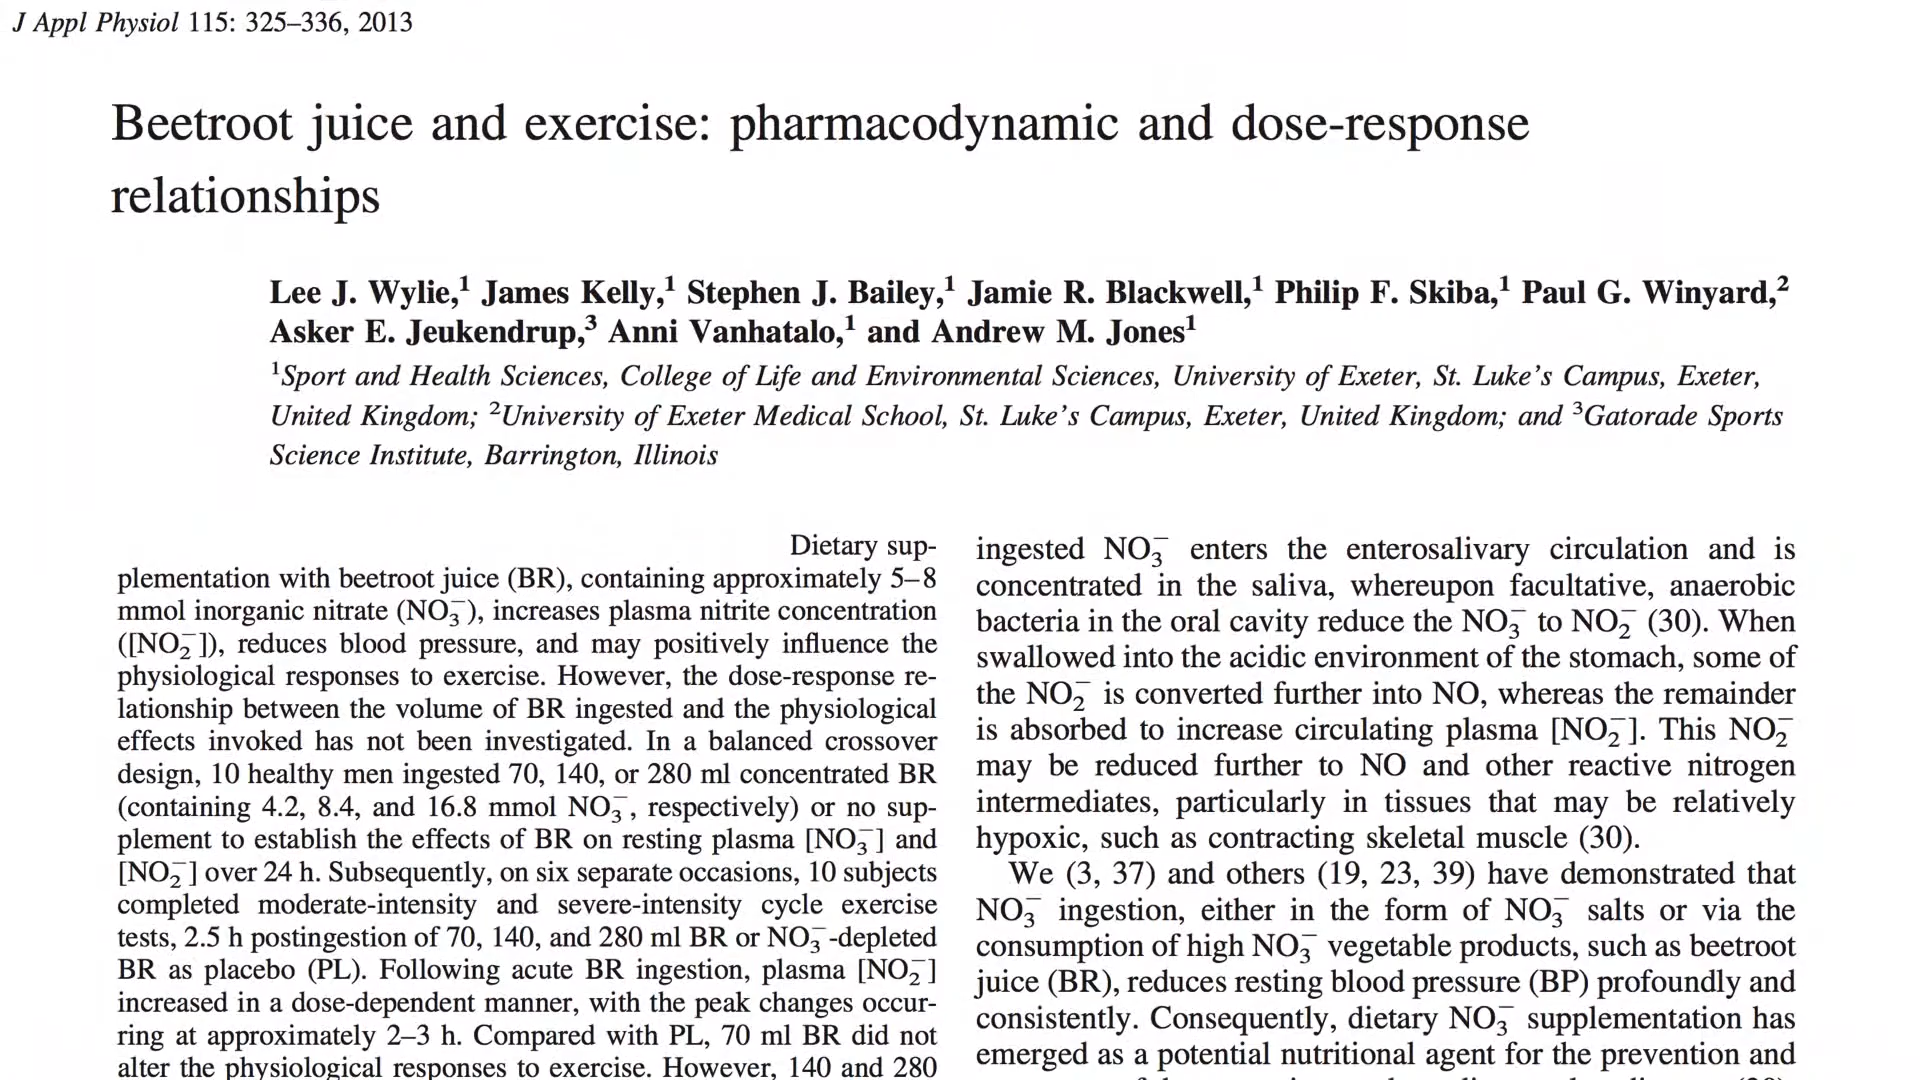 J Appl Physiol 115: 325–336, 2013
Beetroot juice and exercise: pharmacodynamic and dose-response
relationships
Lee J. Wylie,¹ James Kelly,¹ Stephen J. Bailey,¹ Jamie R. Blackwell,¹ Philip F. Skiba,¹ Paul G. Winyard,²
Asker E. Jeukendrup,³ Anni Vanhatalo,¹ and Andrew M. Jones¹
¹Sport and Health Sciences, College of Life and Environmental Sciences, University of Exeter, St. Luke's Campus, Exeter,
United Kingdom; ²University of Exeter Medical School, St. Luke's Campus, Exeter, United Kingdom; and ³Gatorade Sports
Science Institute, Barrington, Illinois
Dietary sup-
plementation with beetroot juice (BR), containing approximately 5–8
mmol inorganic nitrate (NO₃⁻), increases plasma nitrite concentration
([NO₂⁻]), reduces blood pressure, and may positively influence the
physiological responses to exercise. However, the dose-response re-
lationship between the volume of BR ingested and the physiological
effects invoked has not been investigated. In a balanced crossover
design, 10 healthy men ingested 70, 140, or 280 ml concentrated BR
(containing 4.2, 8.4, and 16.8 mmol NO₃⁻, respectively) or no sup-
plement to establish the effects of BR on resting plasma [NO₃⁻] and
[NO₂⁻] over 24 h. Subsequently, on six separate occasions, 10 subjects
completed moderate-intensity and severe-intensity cycle exercise
tests, 2.5 h postingestion of 70, 140, and 280 ml BR or NO₃⁻-depleted
BR as placebo (PL). Following acute BR ingestion, plasma [NO₂⁻]
increased in a dose-dependent manner, with the peak changes occur-
ring at approximately 2–3 h. Compared with PL, 70 ml BR did not
alter the physiological responses to exercise. However, 140 and 280
ingested NO₃⁻ enters the enterosalivary circulation and is
concentrated in the saliva, whereupon facultative, anaerobic
bacteria in the oral cavity reduce the NO₃⁻ to NO₂⁻ (30). When
swallowed into the acidic environment of the stomach, some of
the NO₂⁻ is converted further into NO, whereas the remainder
is absorbed to increase circulating plasma [NO₂⁻]. This NO₂⁻
may be reduced further to NO and other reactive nitrogen
intermediates, particularly in tissues that may be relatively
hypoxic, such as contracting skeletal muscle (30).
We (3, 37) and others (19, 23, 39) have demonstrated that
NO₃⁻ ingestion, either in the form of NO₃⁻ salts or via the
consumption of high NO₃⁻ vegetable products, such as beetroot
juice (BR), reduces resting blood pressure (BP) profoundly and
consistently. Consequently, dietary NO₃⁻ supplementation has
emerged as a potential nutritional agent for the prevention and